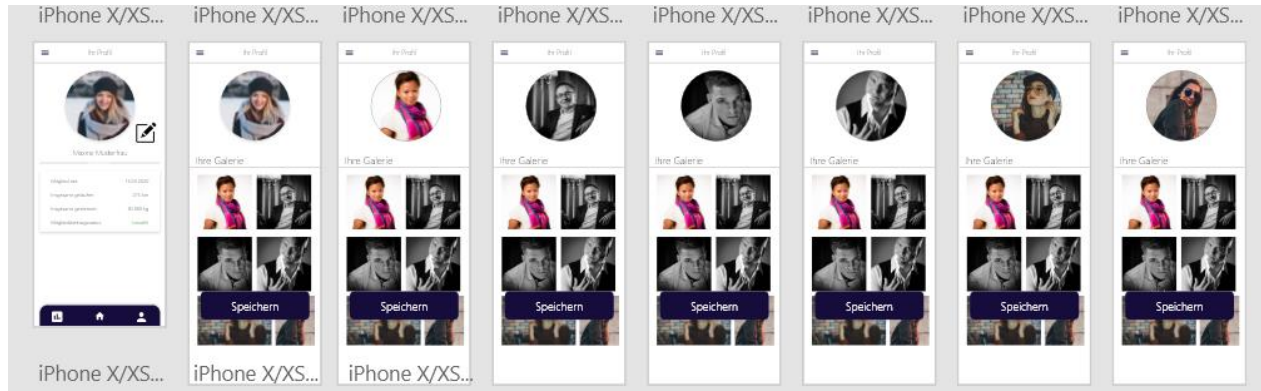 iPhone X/XS... iPhone X/XS... iPhone X/XS... iPhone X/XS... iPhone X/XS... iPhone X/XS... iPhone X/XS... iPhone X/XS...
Ihr Profil Ihr Profil Ihr Profil Ihr Profil Ihr Profil Ihr Profil Ihr Profil Ihr Profil
Maxine Musterfrau
Ihre Galerie Ihre Galerie Ihre Galerie Ihre Galerie Ihre Galerie Ihre Galerie Ihre Galerie
Mitglied seit
Speichern Speichern Speichern Speichern Speichern Speichern Speichern
iPhone X/XS... iPhone X/XS... iPhone X/XS...